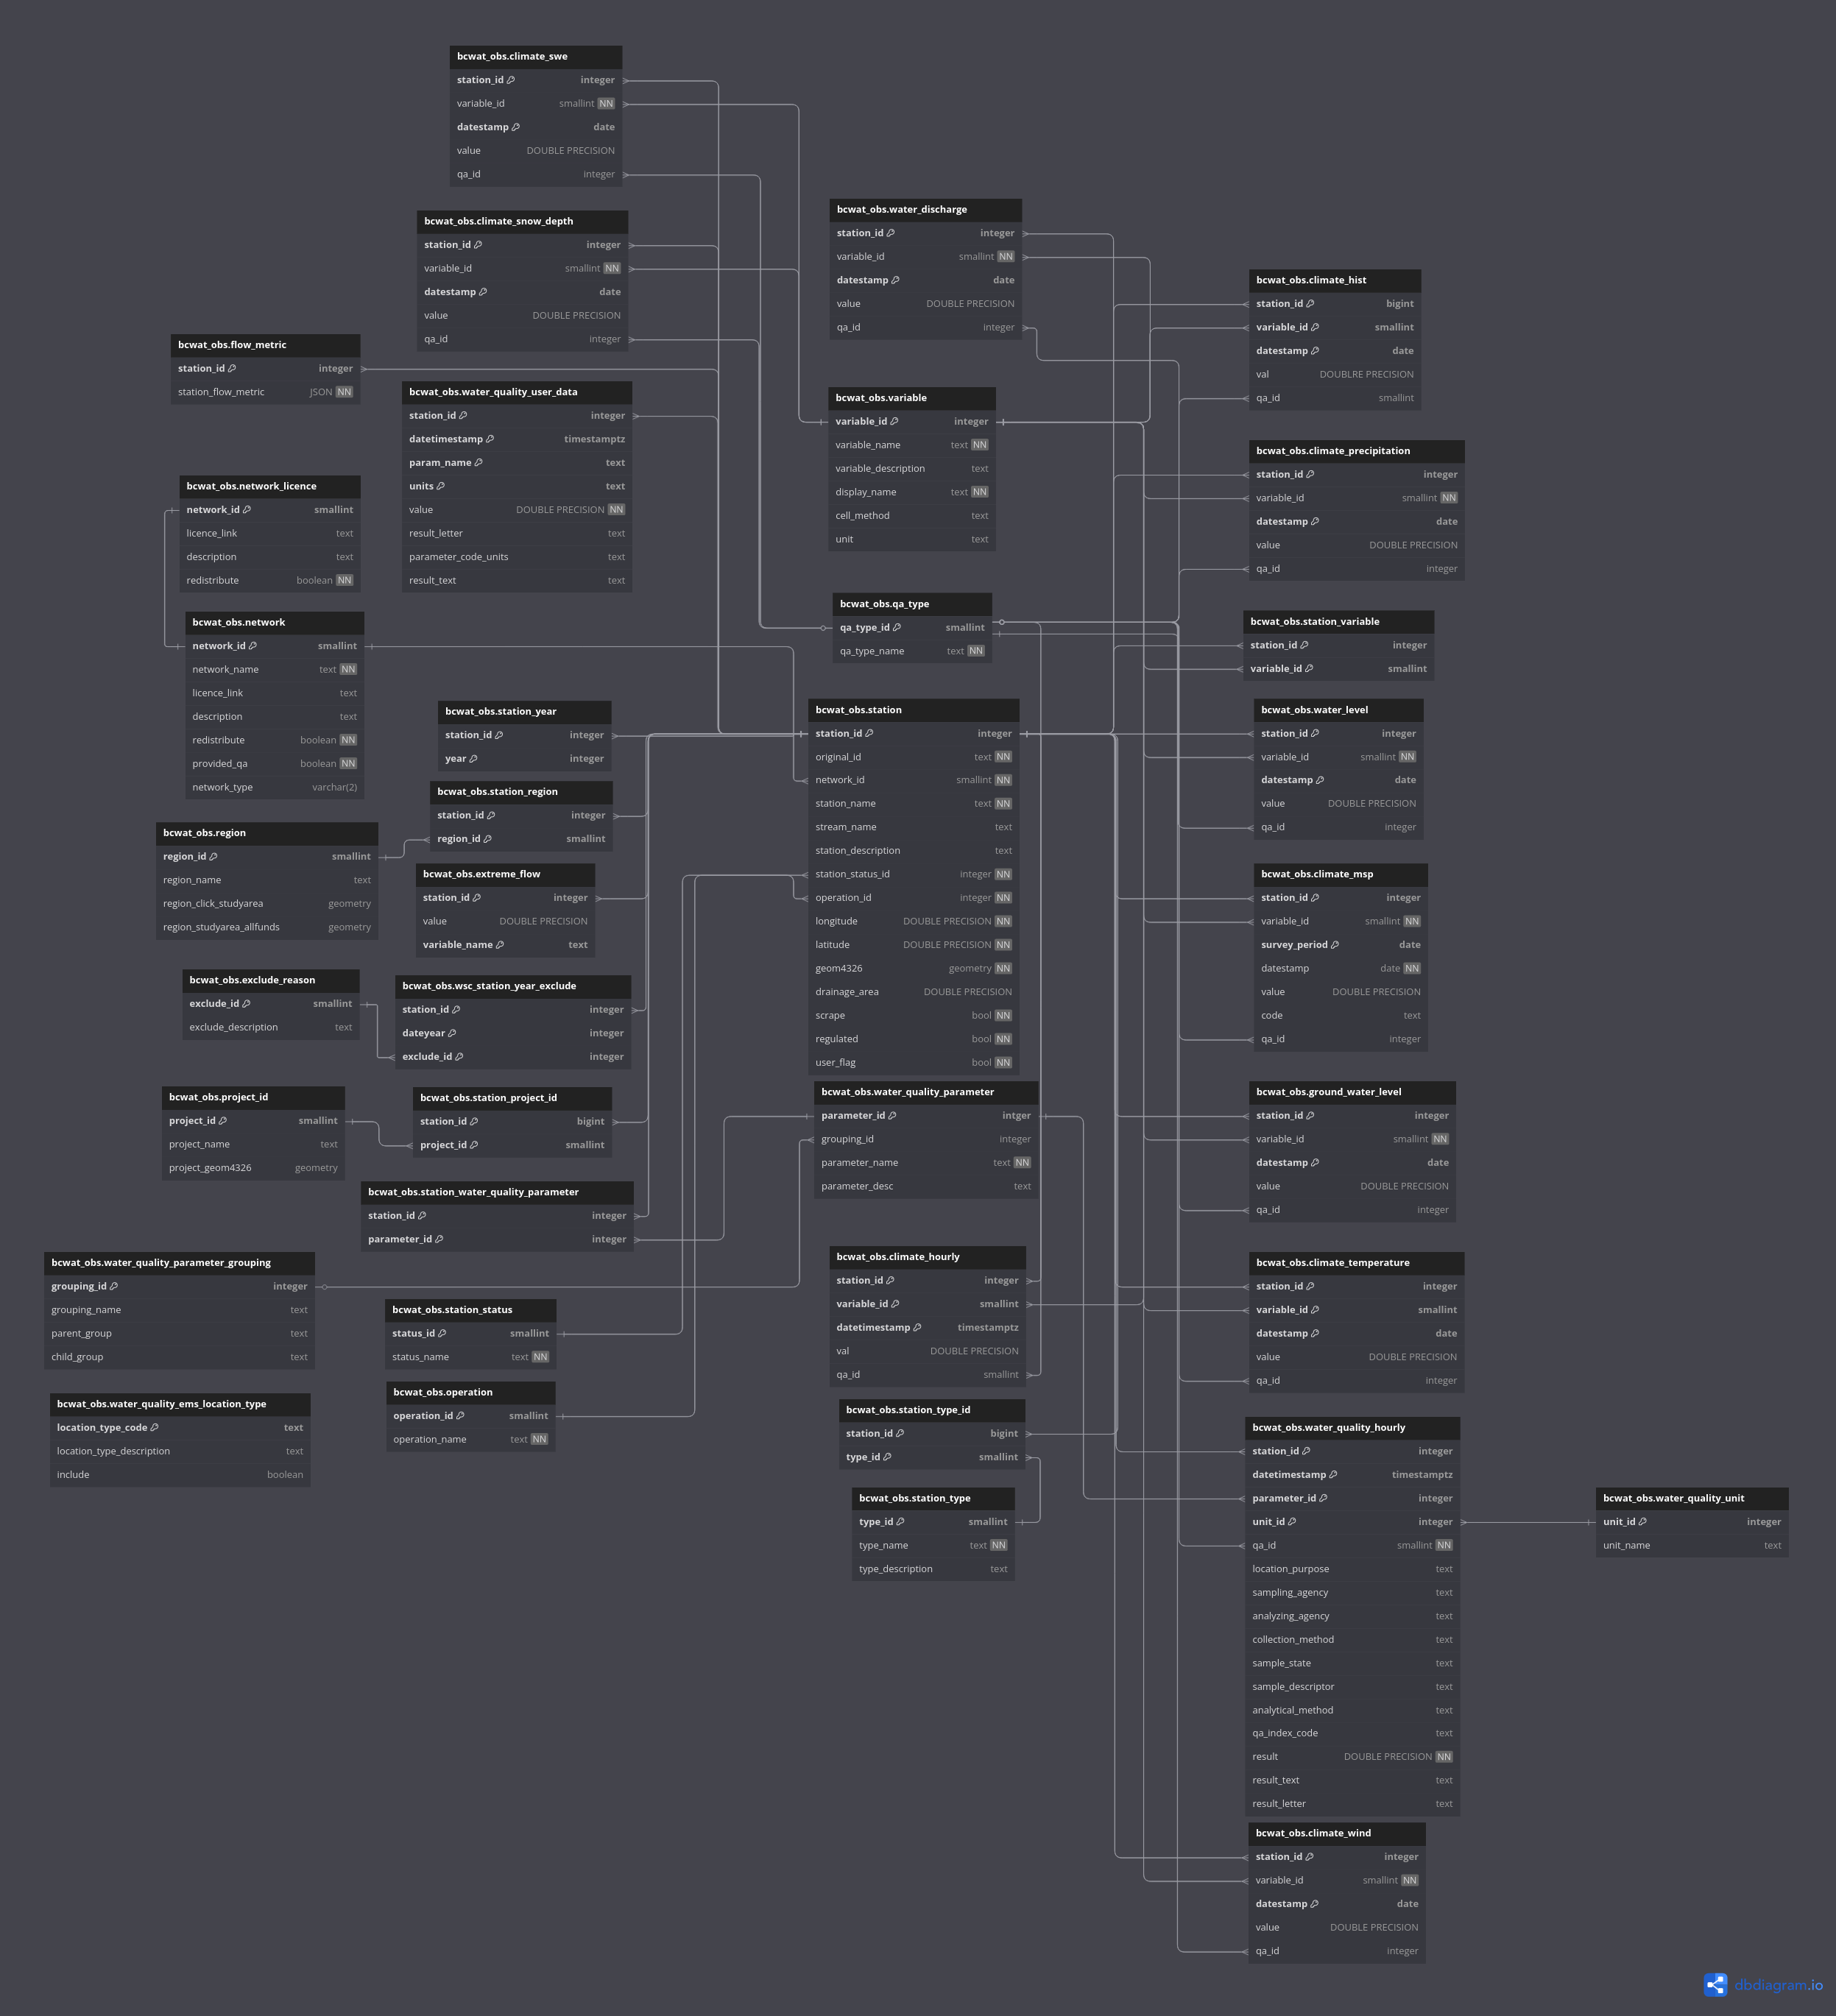 bcwat_obs.climate_swe
station_id integer
variable_id smallint NN
datestamp date
value DOUBLE PRECISION
qa_id integer
bcwat_obs.climate_snow_depth
station_id integer
variable_id smallint NN
datestamp date
value DOUBLE PRECISION
qa_id integer
bcwat_obs.flow_metric
station_id integer
station_flow_metric JSON NN
bcwat_obs.water_quality_user_data
station_id integer
datetimestamp timestamptz
param_name text
units text
value DOUBLE PRECISION NN
result_letter text
parameter_code_units text
result_text text
bcwat_obs.network_licence
network_id smallint
licence_link text
description text
redistribute boolean NN
bcwat_obs.network
network_id smallint
network_name text NN
licence_link text
description text
redistribute boolean NN
provided_qa boolean NN
network_type varchar(2)
bcwat_obs.station_year
station_id integer
year integer
bcwat_obs.station_region
station_id integer
region_id smallint
bcwat_obs.region
region_id smallint
region_name text
region_click_studyarea geometry
region_studyarea_allfunds geometry
bcwat_obs.extreme_flow
station_id integer
value DOUBLE PRECISION
variable_name text
bcwat_obs.exclude_reason
exclude_id smallint
exclude_description text
bcwat_obs.wsc_station_year_exclude
station_id integer
dateyear integer
exclude_id integer
bcwat_obs.project_id
project_id smallint
project_name text
project_geom4326 geometry
bcwat_obs.station_project_id
station_id bigint
project_id smallint
bcwat_obs.station_water_quality_parameter
station_id integer
parameter_id integer
bcwat_obs.water_quality_parameter_grouping
grouping_id integer
grouping_name text
parent_group text
child_group text
bcwat_obs.station_status
status_id smallint
status_name text NN
bcwat_obs.operation
operation_id smallint
operation_name text NN
bcwat_obs.water_quality_ems_location_type
location_type_code text
location_type_description text
include boolean
bcwat_obs.water_discharge
station_id integer
variable_id smallint NN
datestamp date
value DOUBLE PRECISION
qa_id integer
bcwat_obs.variable
variable_id integer
variable_name text NN
variable_description text
display_name text NN
cell_method text
unit text
bcwat_obs.qa_type
qa_type_id smallint
qa_type_name text NN
bcwat_obs.station
station_id integer
original_id text NN
network_id smallint NN
station_name text NN
stream_name text
station_description text
station_status_id integer NN
operation_id integer NN
longitude DOUBLE PRECISION NN
latitude DOUBLE PRECISION NN
geom4326 geometry NN
drainage_area DOUBLE PRECISION
scrape bool NN
regulated bool NN
user_flag bool NN
bcwat_obs.water_quality_parameter
parameter_id intger
grouping_id integer
parameter_name text NN
parameter_desc text
bcwat_obs.climate_hourly
station_id integer
variable_id smallint
datetimestamp timestamptz
val DOUBLE PRECISION
qa_id smallint
bcwat_obs.station_type_id
station_id bigint
type_id smallint
bcwat_obs.station_type
type_id smallint
type_name text NN
type_description text
bcwat_obs.climate_hist
station_id bigint
variable_id smallint
datestamp date
val DOUBLRE PRECISION
qa_id smallint
bcwat_obs.climate_precipitation
station_id integer
variable_id smallint NN
datestamp date
value DOUBLE PRECISION
qa_id integer
bcwat_obs.station_variable
station_id integer
variable_id smallint
bcwat_obs.water_level
station_id integer
variable_id smallint NN
datestamp date
value DOUBLE PRECISION
qa_id integer
bcwat_obs.climate_msp
station_id integer
variable_id smallint NN
survey_period date
datestamp date NN
value DOUBLE PRECISION
code text
qa_id integer
bcwat_obs.ground_water_level
station_id integer
variable_id smallint NN
datestamp date
value DOUBLE PRECISION
qa_id integer
bcwat_obs.climate_temperature
station_id integer
variable_id smallint
datestamp date
value DOUBLE PRECISION
qa_id integer
bcwat_obs.water_quality_hourly
station_id integer
datetimestamp timestamptz
parameter_id integer
unit_id integer
qa_id smallint NN
location_purpose text
sampling_agency text
analyzing_agency text
collection_method text
sample_state text
sample_descriptor text
analytical_method text
qa_index_code text
result DOUBLE PRECISION NN
result_text text
result_letter text
bcwat_obs.water_quality_unit
unit_id integer
unit_name text
bcwat_obs.climate_wind
station_id integer
variable_id smallint NN
datestamp date
value DOUBLE PRECISION
qa_id integer
dbdiagram.io